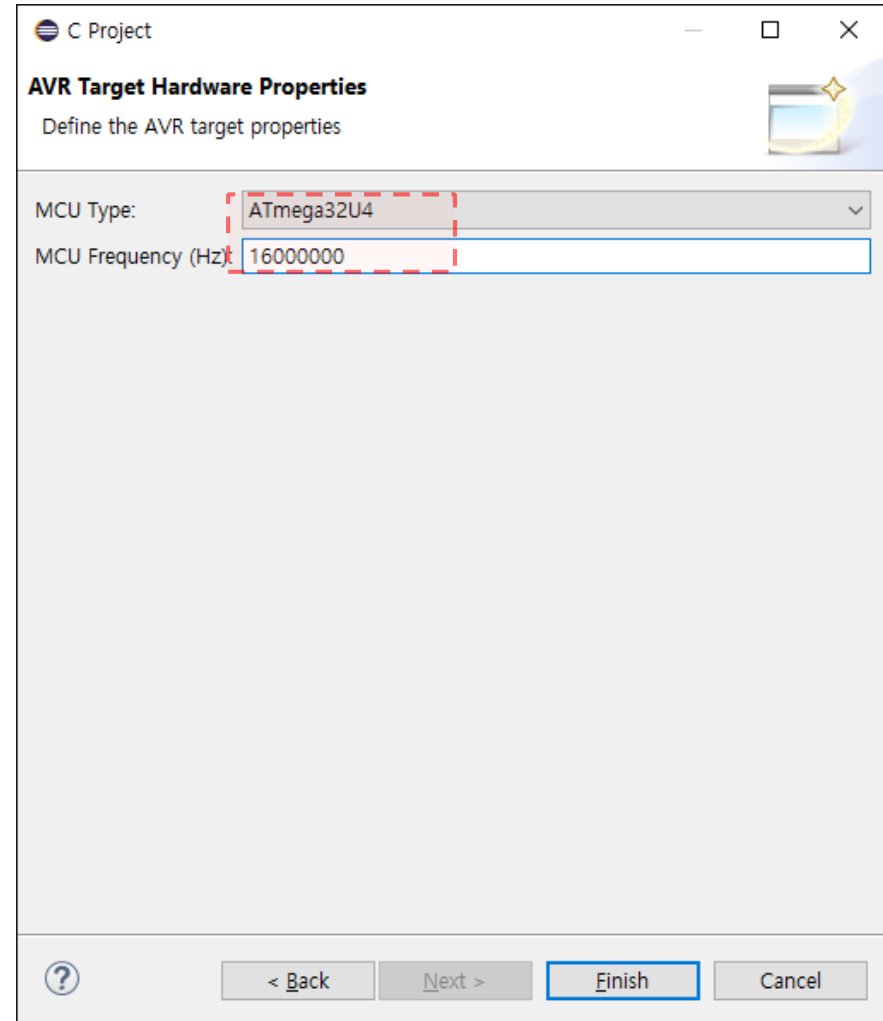 C Project
AVR Target Hardware Properties
Define the AVR target properties
MCU Type: ATmega32U4
MCU Frequency (Hz): 16000000
? < Back Next > Finish Cancel